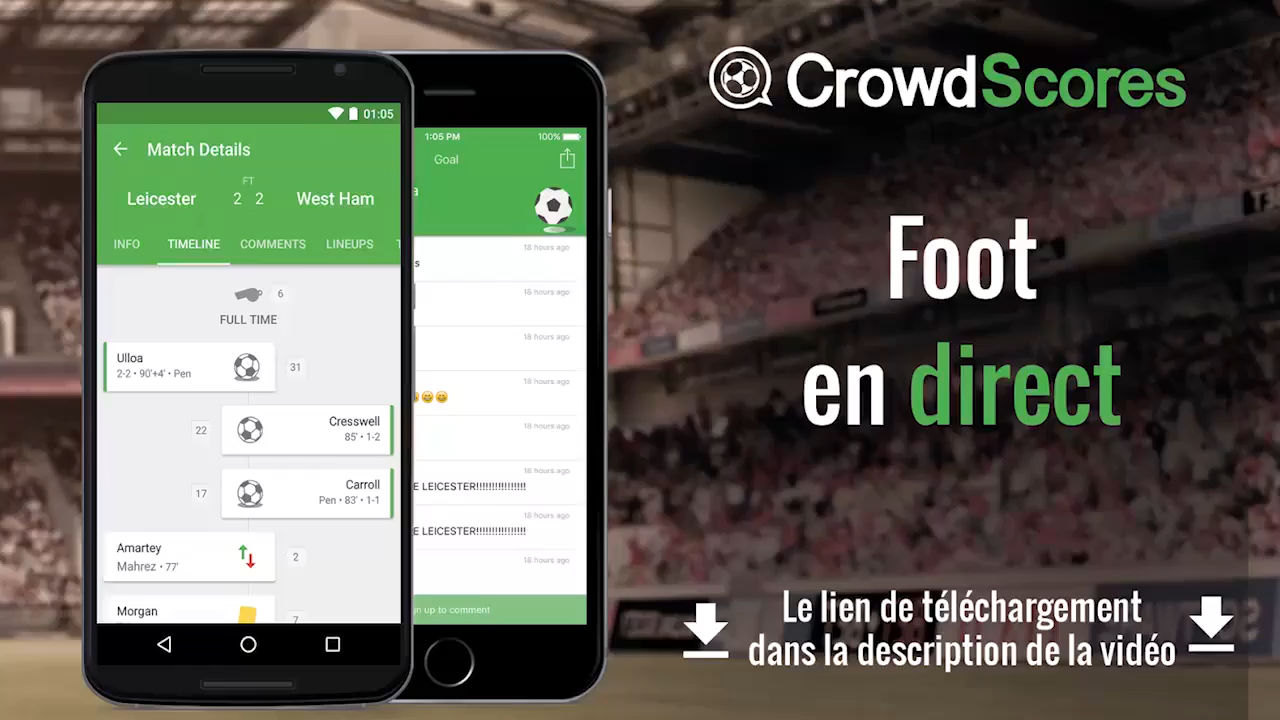 CrowdScores
Foot
en direct
Le lien de téléchargement
dans la description de la vidéo
01:05
Match Details
FT
Leicester 2 2 West Ham
INFO TIMELINE COMMENTS LINEUPS
6
FULL TIME
Ulloa
2-2 • 90'+4' • Pen
31
Cresswell
85' • 1-2
22
Carroll
Pen • 83' • 1-1
17
Amartey
Mahrez • 77'
2
Morgan
7
1:05 PM 100%
Goal
a
18 hours ago
s
18 hours ago
18 hours ago
18 hours ago
😄😄
18 hours ago
18 hours ago
E LEICESTER!!!!!!!!!!!!!!!!
18 hours ago
E LEICESTER!!!!!!!!!!!!!!!!
18 hours ago
up to comment